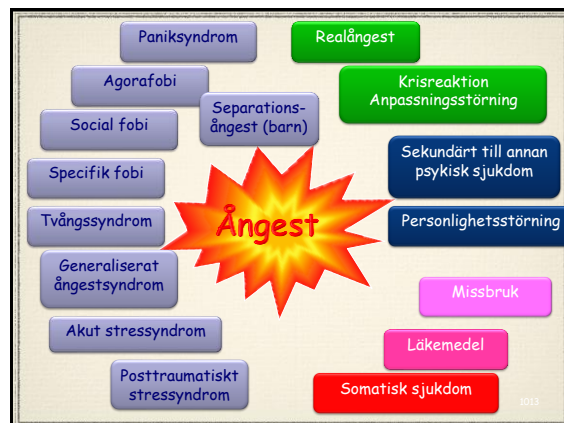 Paniksyndrom
Realångest
Agorafobi
Krisreaktion
Anpassningsstörning
Separations-
ångest (barn)
Social fobi
Sekundärt till annan
psykisk sjukdom
Specifik fobi
Tvångssyndrom
Ångest
Personlighetsstörning
Generaliserat
ångestsyndrom
Missbruk
Akut stressyndrom
Läkemedel
Posttraumatiskt
stressyndrom
Somatisk sjukdom
1013